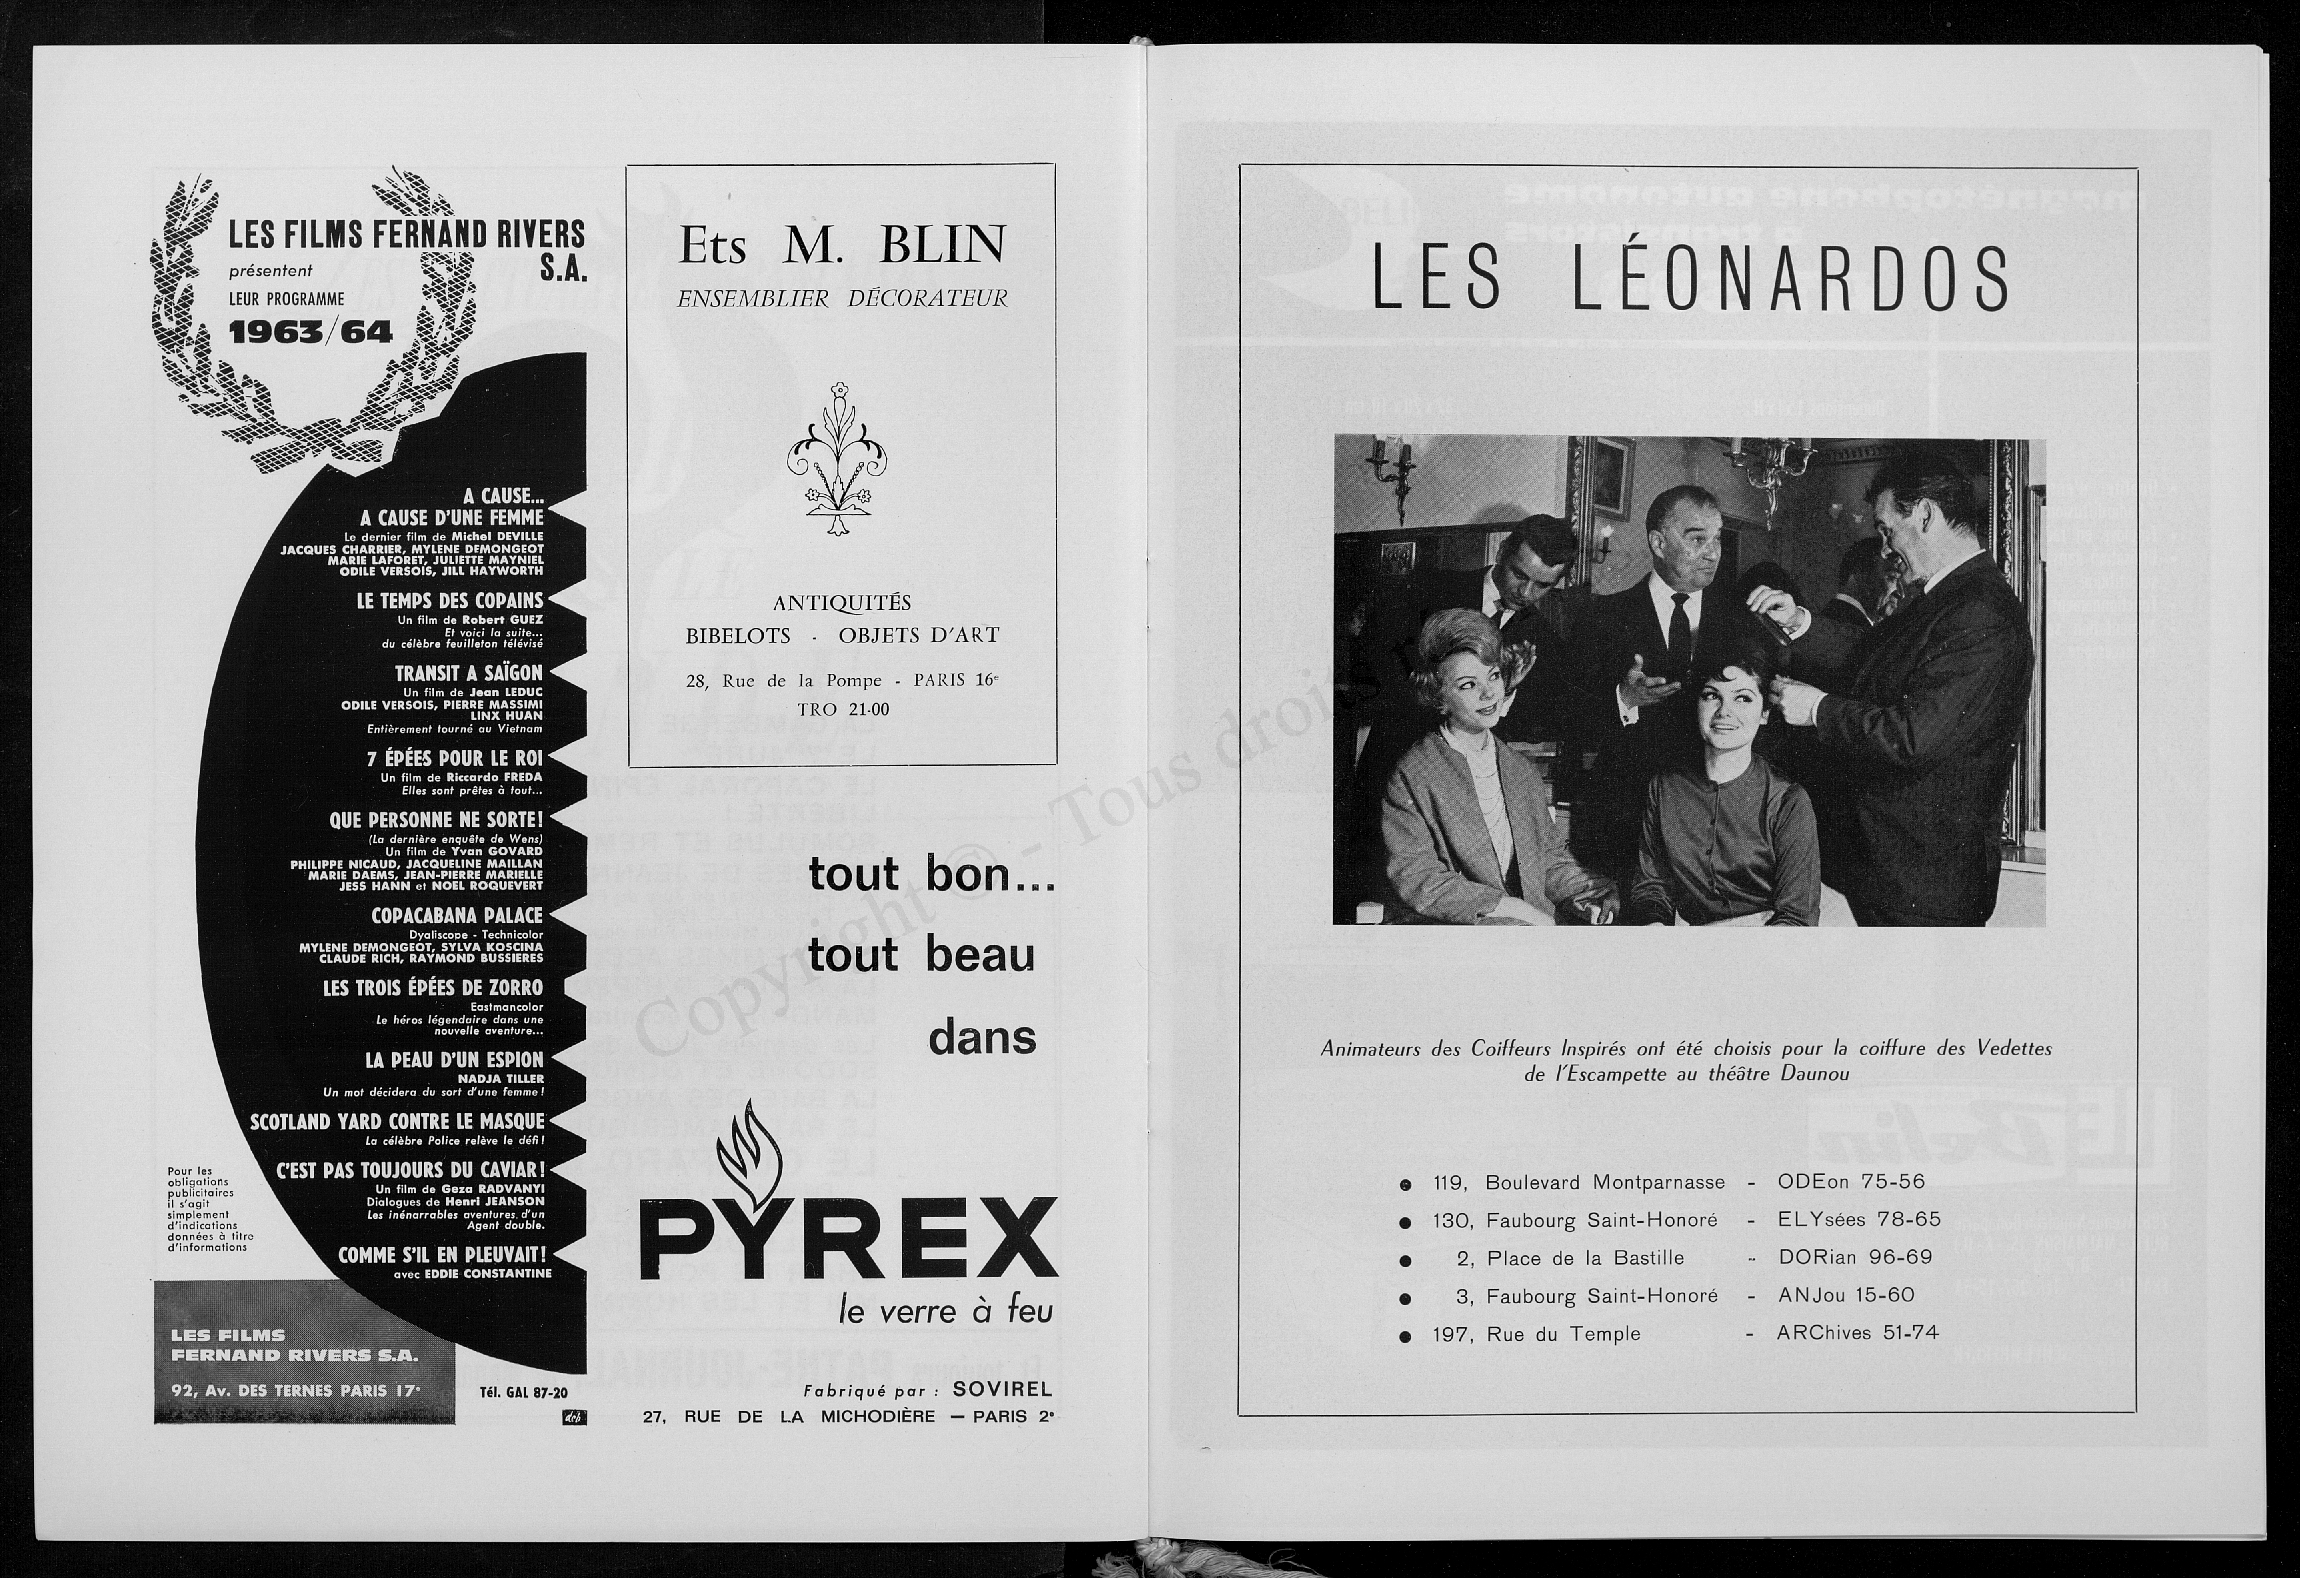 LES FILMS FERNAND RIVERS
S.A.
présentent
LEUR PROGRAMME
1963/64
A CAUSE...
A CAUSE D'UNE FEMME
Le dernier film de Michel DEVILLE
JACQUES CHARRIER, MYLENE DEMONGEOT
MARIE LAFORET, JULIETTE MAYNIEL
ODILE VERSOIS, JILL HAYWORTH
LE TEMPS DES COPAINS
Un film de Robert GUEZ
Et voici la suite...
du célèbre feuilleton télévisé
TRANSIT A SAÏGON
Un film de Jean LEDUC
ODILE VERSOIS, PIERRE MASSIMI
LINX HUAN
Entièrement tourné au Vietnam
7 ÉPÉES POUR LE ROI
Un film de Riccardo FREDA
Elles sont prêtes à tout...
QUE PERSONNE NE SORTE!
(La dernière enquête de Wens)
Un film de Yvan GOVARD
PHILIPPE NICAUD, JACQUELINE MAILLAN
MARIE DAEMS, JEAN-PIERRE MARIELLE
JESS HANN et NOEL ROQUEVERT
COPACABANA PALACE
Dyaliscope - Technicolor
MYLENE DEMONGEOT, SYLVA KOSCINA
CLAUDE RICH, RAYMOND BUSSIERES
LES TROIS ÉPÉES DE ZORRO
Eastmancolor
Le héros légendaire dans une
nouvelle aventure...
LA PEAU D'UN ESPION
NADJA TILLER
Un mot décidera du sort d'une femme!
SCOTLAND YARD CONTRE LE MASQUE
La célèbre Police relève le défi!
C'EST PAS TOUJOURS DU CAVIAR!
Un film de Geza RADVANYI
Dialogues de Henri JEANSON
Les inénarrables aventures d'un
Agent double.
COMME S'IL EN PLEUVAIT!
avec EDDIE CONSTANTINE
Pour les
obligations
publicitaires
il s'agit
simplement
d'indications
données à titre
d'informations
LES FILMS
FERNAND RIVERS S.A.
92, Av. DES TERNES PARIS 17e
Tél. GAL 87-20
Ets M. BLIN
ENSEMBLIER DÉCORATEUR
ANTIQUITÉS
BIBELOTS - OBJETS D'ART
28, Rue de la Pompe - PARIS 16e
TRO 21-00
tout bon...
tout beau
dans
PYREX
le verre à feu
Fabriqué par : SOVIREL
27, RUE DE LA MICHODIÈRE — PARIS 2e
Copyright © - Tous droits
LES LÉONARDOS
Animateurs des Coiffeurs Inspirés ont été choisis pour la coiffure des Vedettes
de l'Escampette au théâtre Daunou
● 119, Boulevard Montparnasse - ODEon 75-56
● 130, Faubourg Saint-Honoré - ELYsées 78-65
● 2, Place de la Bastille - DORian 96-69
● 3, Faubourg Saint-Honoré - ANJou 15-60
● 197, Rue du Temple - ARChives 51-74